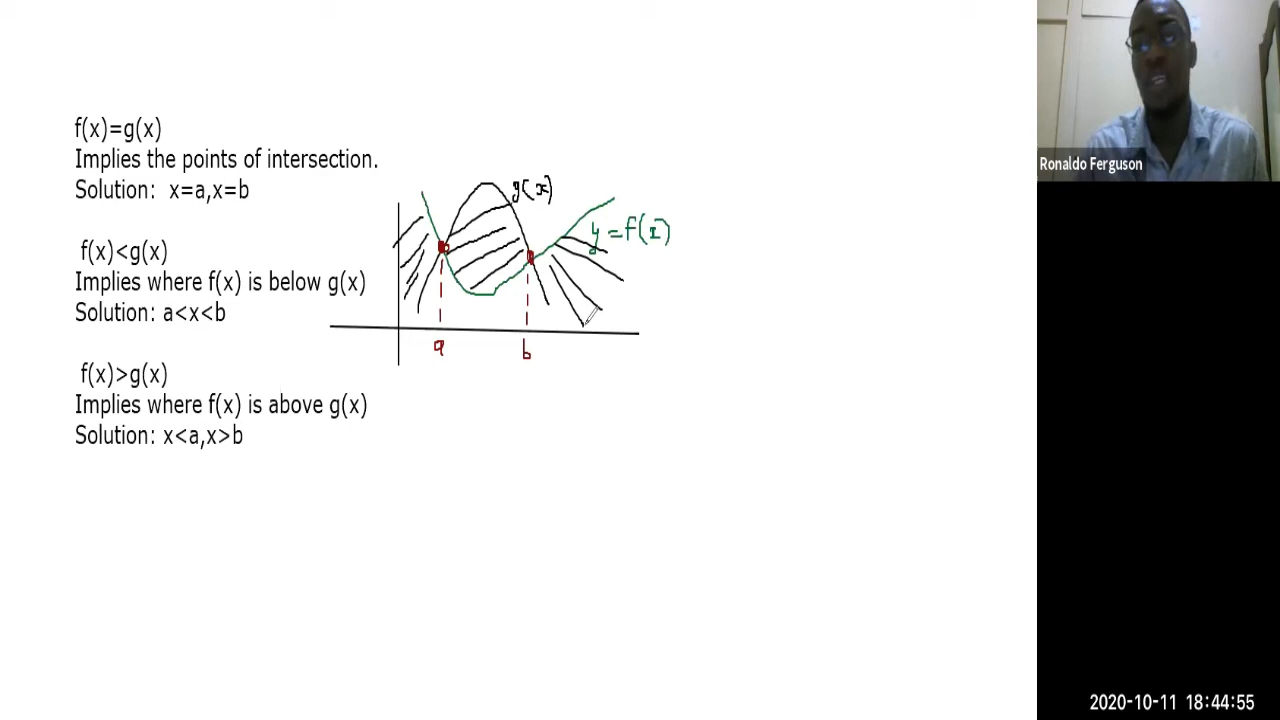 f(x)=g(x)
Implies the points of intersection.
Solution:  x=a,x=b
f(x)<g(x)
Implies where f(x) is below g(x)
Solution: a<x<b
f(x)>g(x)
Implies where f(x) is above g(x)
Solution: x<a,x>b
g(x)
y=f(x)
a
b
Ronaldo Ferguson
2020-10-11 18:44:55